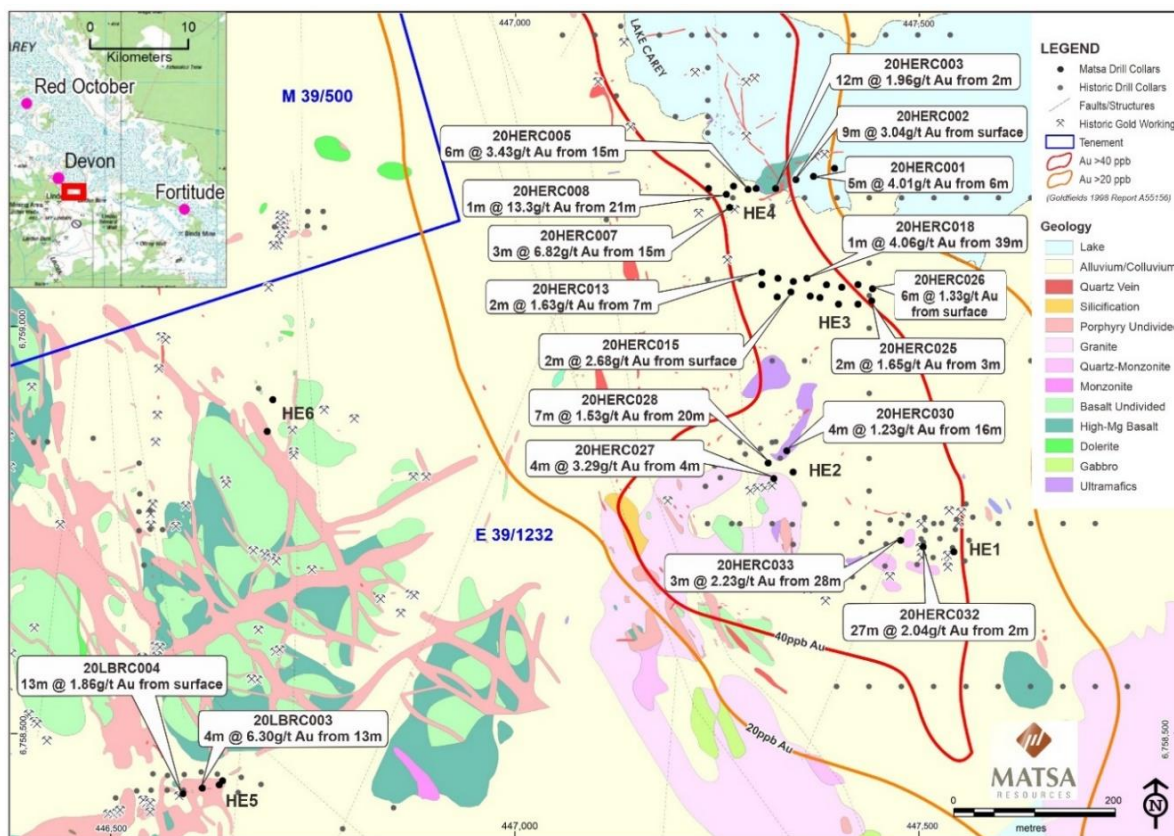 0 10
Kilometers
CAREY
Red October
Devon
Fortitude
M 39/500
447,000
447,500
LAKE CAREY
20HERC003
12m @ 1.96g/t Au from 2m
20HERC002
9m @ 3.04g/t Au from surface
20HERC005
6m @ 3.43g/t Au from 15m
20HERC001
5m @ 4.01g/t Au from 6m
20HERC008
1m @ 13.3g/t Au from 21m
HE4
20HERC007
3m @ 6.82g/t Au from 15m
20HERC018
1m @ 4.06g/t Au from 39m
20HERC013
2m @ 1.63g/t Au from 7m
20HERC026
6m @ 1.33g/t Au
from surface
HE3
20HERC015
2m @ 2.68g/t Au from surface
20HERC025
2m @ 1.65g/t Au from 3m
6,759,000
20HERC028
7m @ 1.53g/t Au from 20m
20HERC030
4m @ 1.23g/t Au from 16m
HE6
20HERC027
4m @ 3.29g/t Au from 4m
HE2
E 39/1232
HE1
20HERC033
3m @ 2.23g/t Au from 28m
20HERC032
27m @ 2.04g/t Au from 2m
40ppb Au
20LBRC004
13m @ 1.86g/t Au from surface
20LBRC003
4m @ 6.30g/t Au from 13m
20ppb Au
6,758,500
6,758,500
HE5
446,500
447,000
447,500
LEGEND
Matsa Drill Collars
Historic Drill Collars
Faults/Structures
Historic Gold Working
Tenement
Au >40 ppb
Au >20 ppb
(Goldfields 1998 Report A55156)
Geology
Lake
Alluvium/Colluvium
Quartz Vein
Silicification
Porphyry Undivided
Granite
Quartz-Monzonite
Monzonite
Basalt Undivided
High-Mg Basalt
Dolerite
Gabbro
Ultramafics
MATSA
RESOURCES
0 200
metres
N